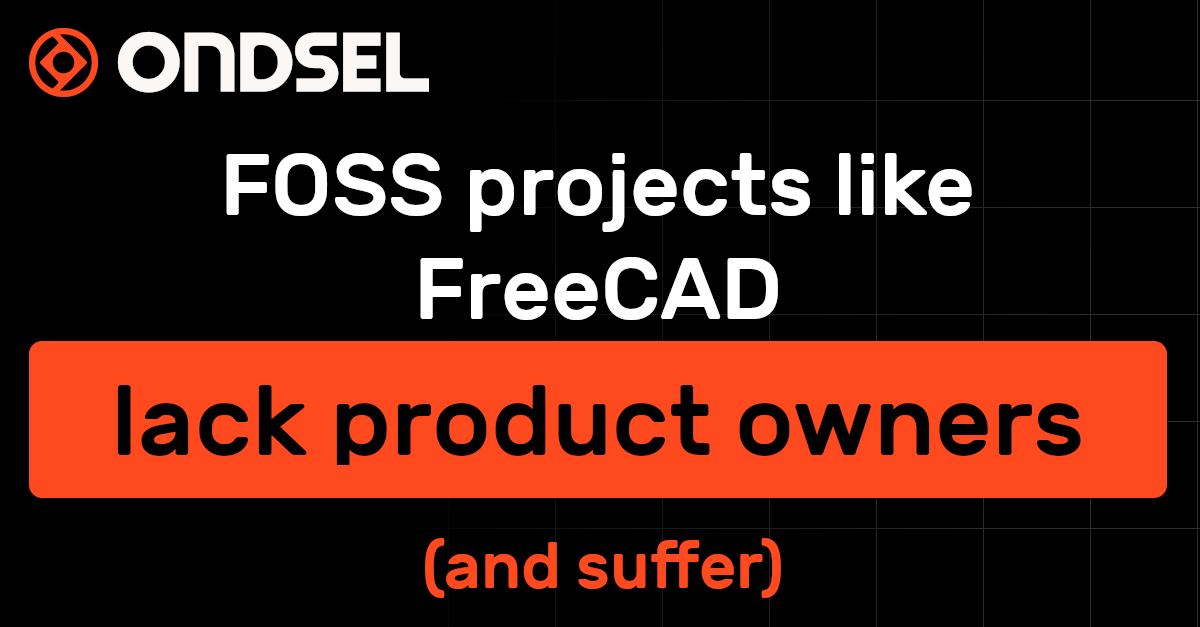 ONDSEL
FOSS projects like
FreeCAD
lack product owners
(and suffer)